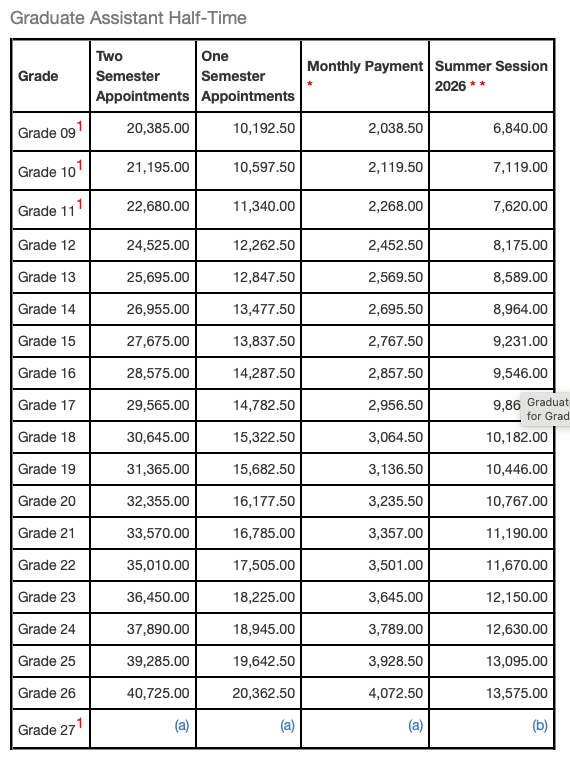 Graduate Assistant Half-Time
Grade Two Semester Appointments One Semester Appointments Monthly Payment * Summer Session 2026 * *
Grade 09 1 20,385.00 10,192.50 2,038.50 6,840.00
Grade 10 1 21,195.00 10,597.50 2,119.50 7,119.00
Grade 11 1 22,680.00 11,340.00 2,268.00 7,620.00
Grade 12 24,525.00 12,262.50 2,452.50 8,175.00
Grade 13 25,695.00 12,847.50 2,569.50 8,589.00
Grade 14 26,955.00 13,477.50 2,695.50 8,964.00
Grade 15 27,675.00 13,837.50 2,767.50 9,231.00
Grade 16 28,575.00 14,287.50 2,857.50 9,546.00
Grade 17 29,565.00 14,782.50 2,956.50 9,86
Graduat
for Grad
Grade 18 30,645.00 15,322.50 3,064.50 10,182.00
Grade 19 31,365.00 15,682.50 3,136.50 10,446.00
Grade 20 32,355.00 16,177.50 3,235.50 10,767.00
Grade 21 33,570.00 16,785.00 3,357.00 11,190.00
Grade 22 35,010.00 17,505.00 3,501.00 11,670.00
Grade 23 36,450.00 18,225.00 3,645.00 12,150.00
Grade 24 37,890.00 18,945.00 3,789.00 12,630.00
Grade 25 39,285.00 19,642.50 3,928.50 13,095.00
Grade 26 40,725.00 20,362.50 4,072.50 13,575.00
Grade 27 1 (a) (a) (a) (b)